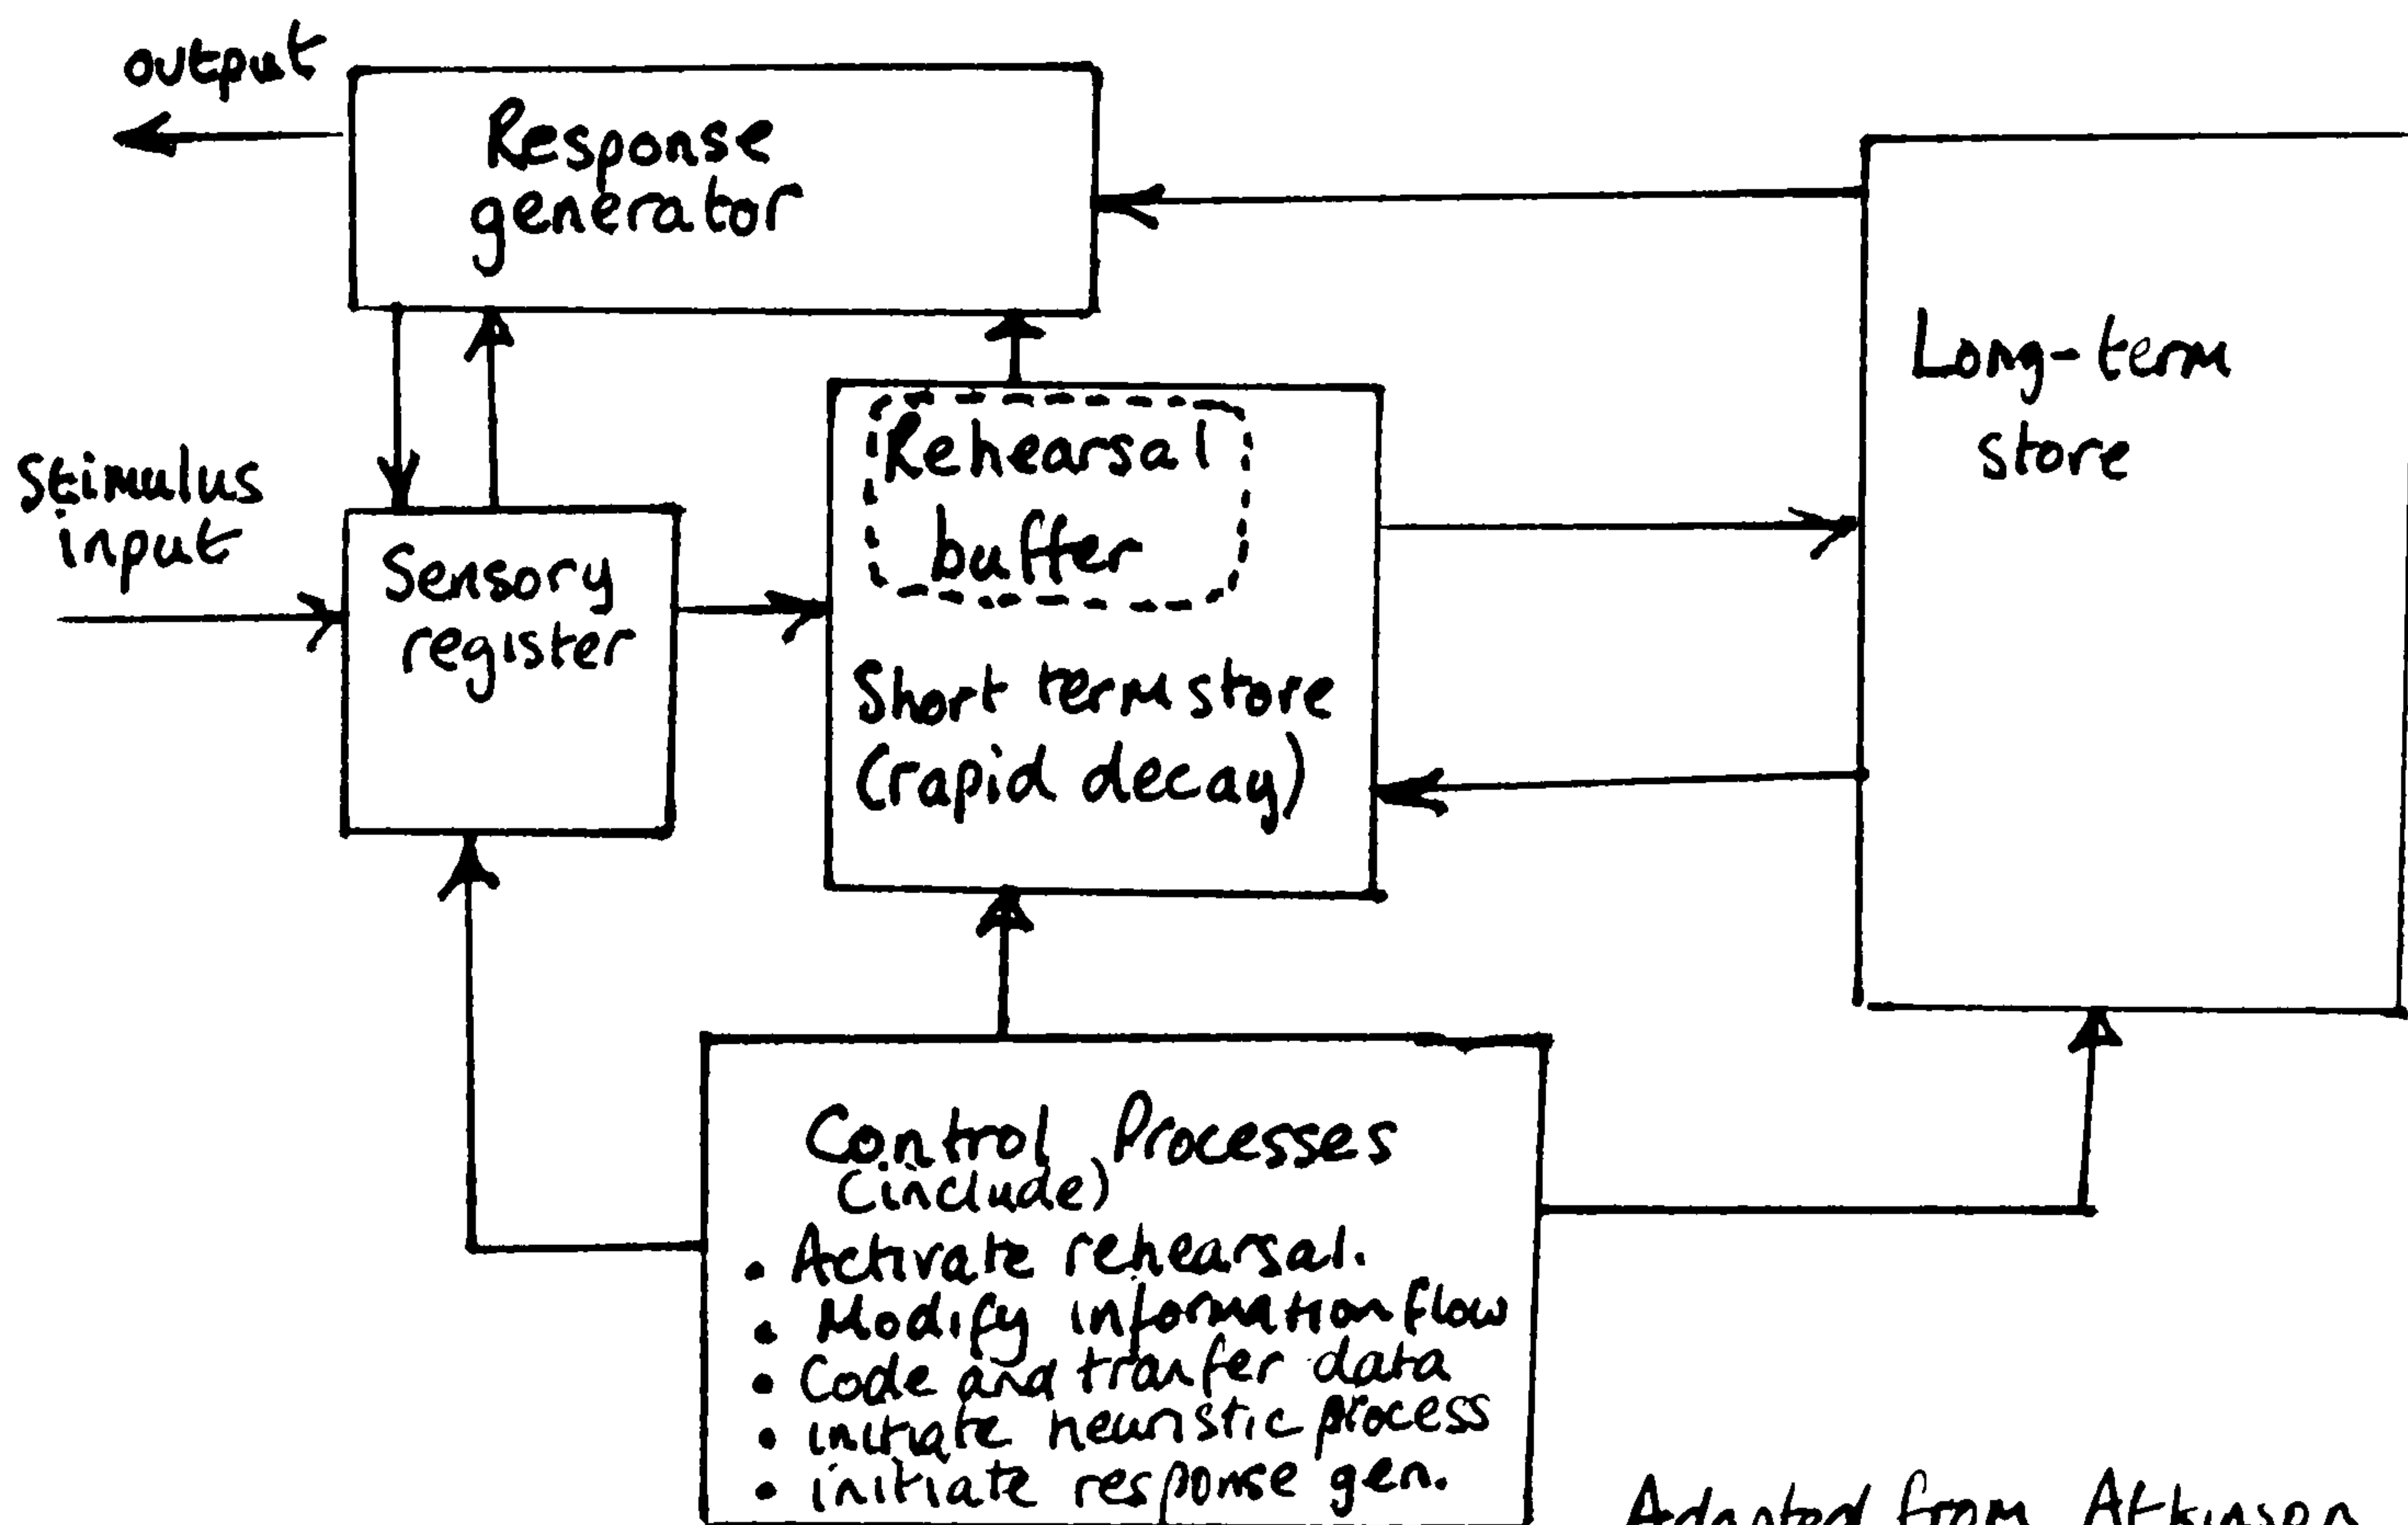 output
Response
generator
Long-term
store
Stimulus
input
Sensory
register
Rehearsal
buffer
Short term store
(rapid decay)
Control Processes
(include)
• Activate rehearsal.
• Modify information flow
• Code and tranfer data
• initiate heuristic process
• initiate response gen.
Adapted from Atkinson